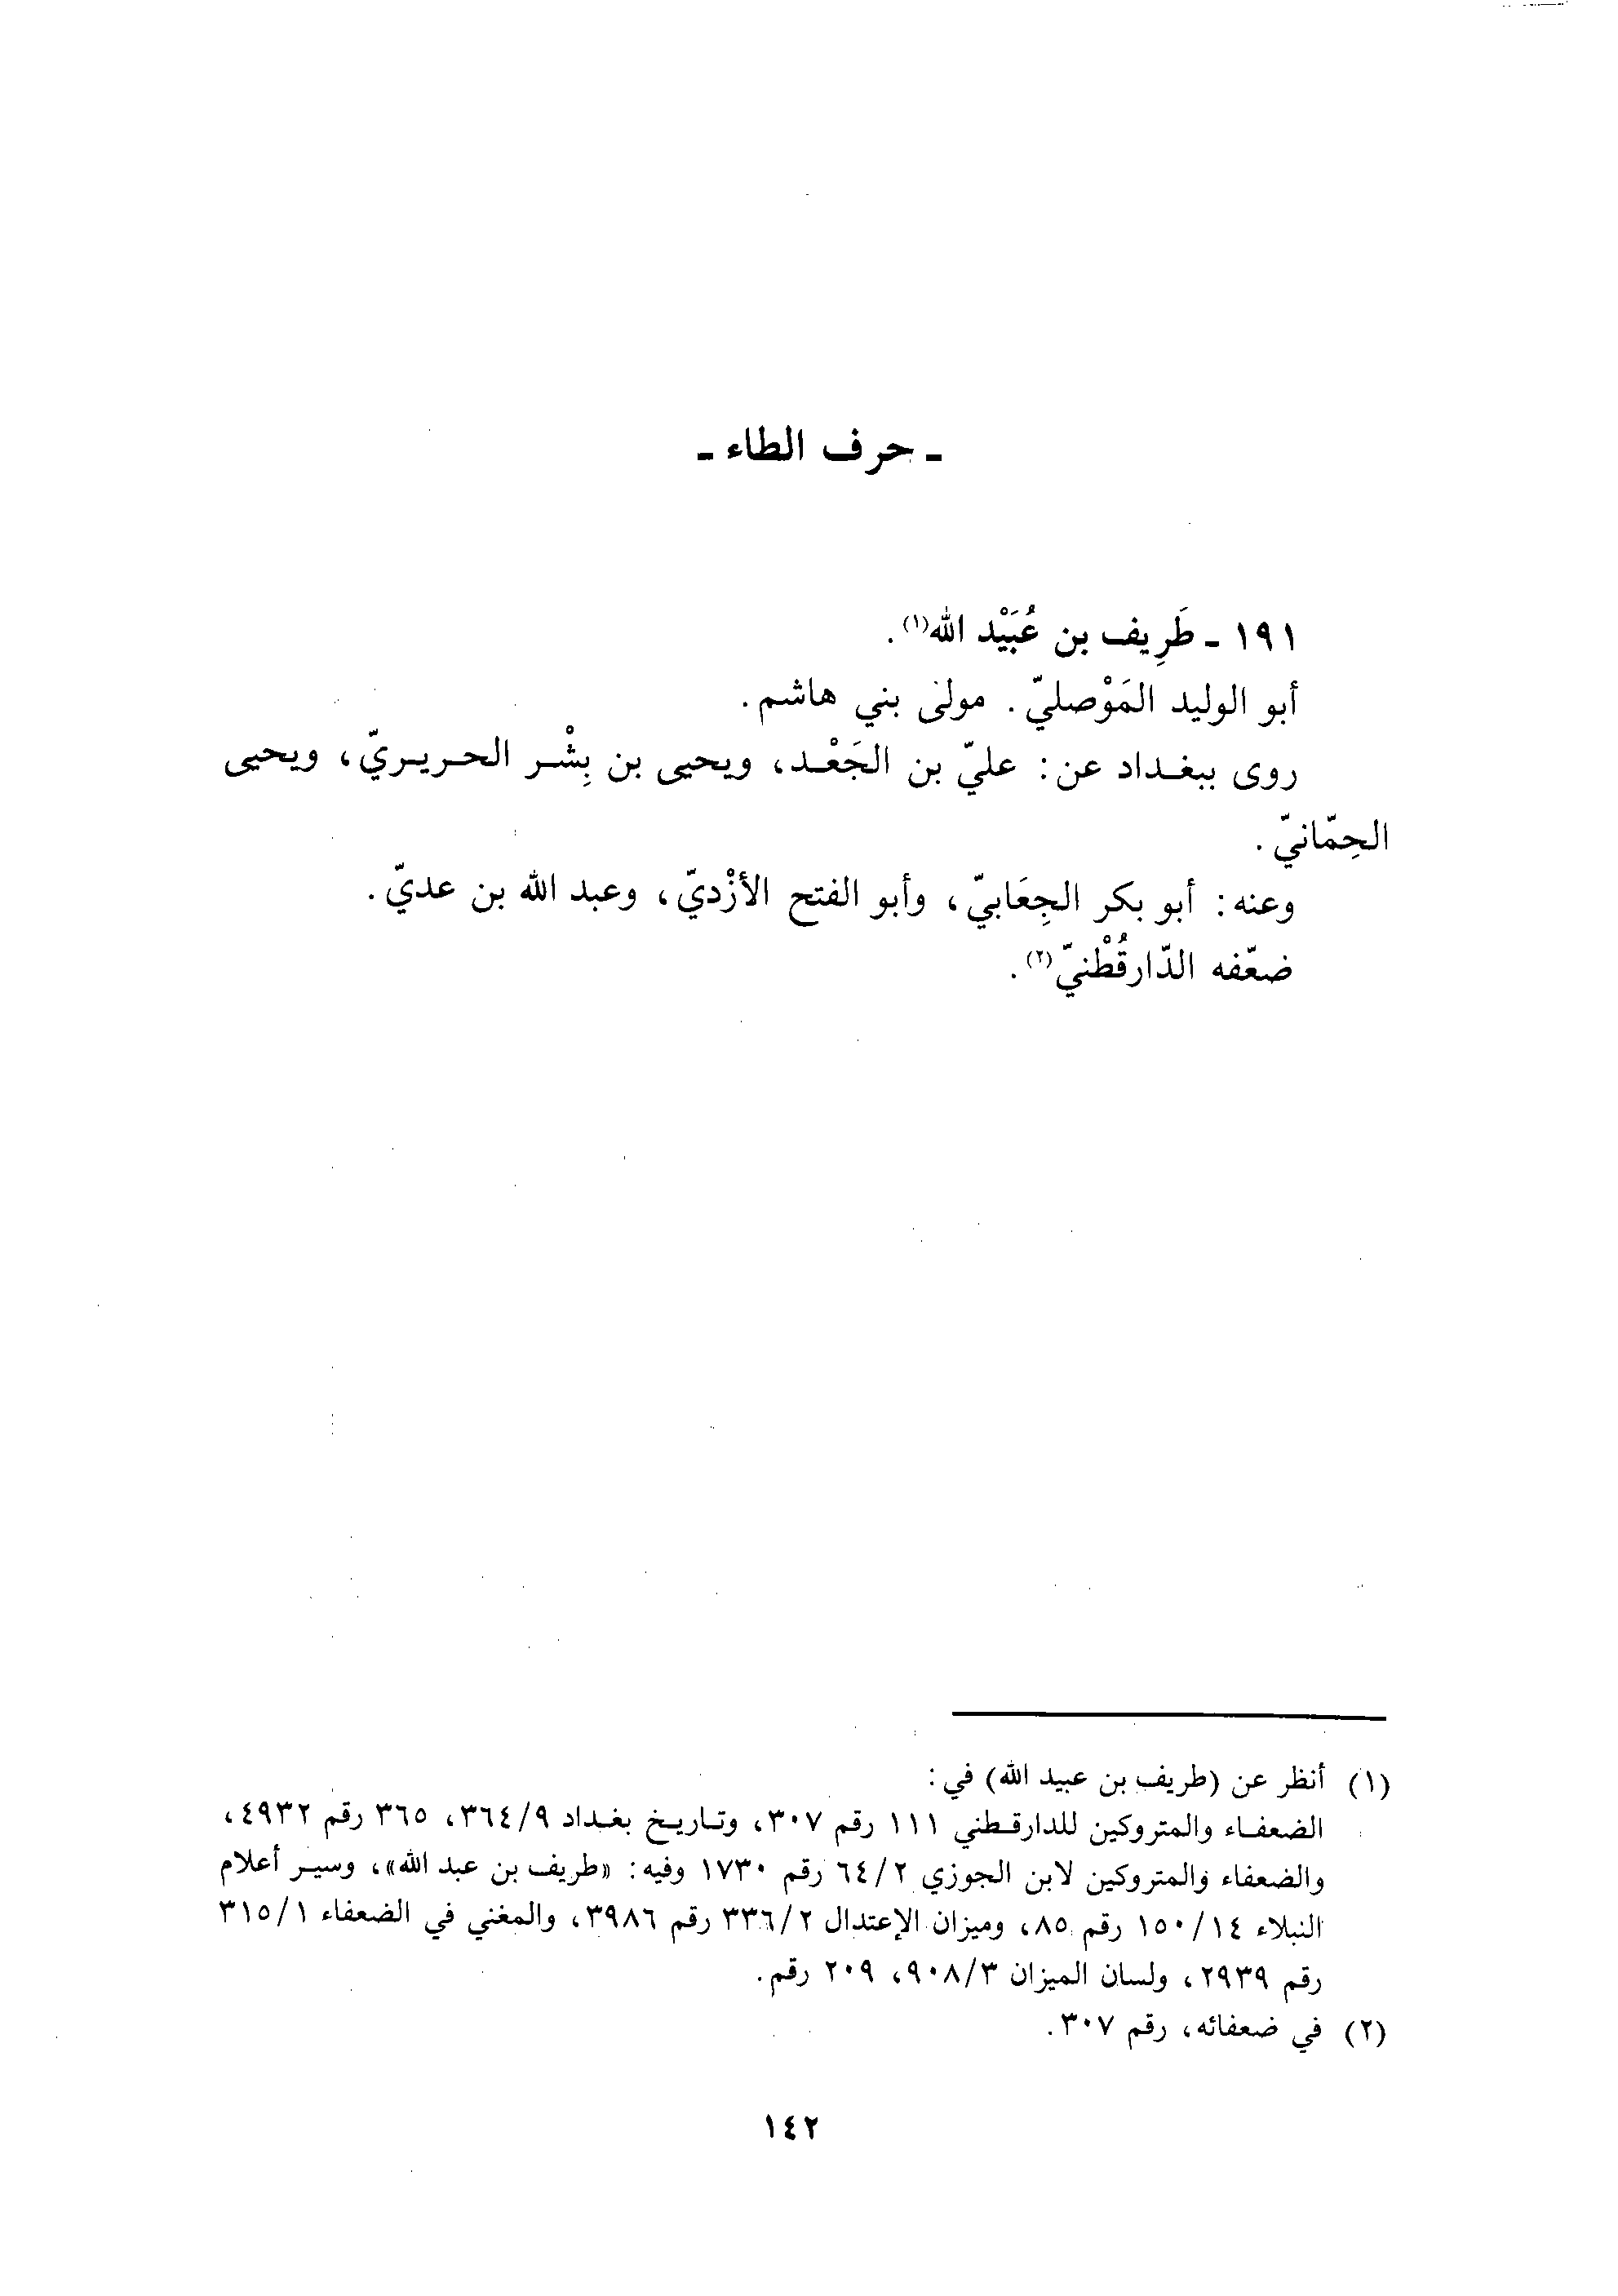 ـ حرف الطاء ـ
١٩١ ـ طَرِيف بن عُبَيْد الله(١).
أبو الوليد المَوْصليّ. مولى بني هاشم.
روى ببغداد عن: عليّ بن الجَعْد، ويحيى بن بِشْر الحريريّ، ويحيى
الحِمّانيّ.
وعنه: أبو بكر الجِعَابيّ، وأبو الفتح الأزْديّ، وعبد الله بن عديّ.
ضعّفه الدّارقُطْنيّ(٢).
(١) أنظر عن (طريف بن عبيد الله) في:
الضعفاء والمتروكين للدارقطني ١١١ رقم ٣٠٧، وتاريخ بغداد ٣٦٤/٩، ٣٦٥ رقم ٤٩٣٢،
والضعفاء والمتروكين لابن الجوزي ٦٤/٢ رقم ١٧٣٠ وفيه: «طريف بن عبد الله»، وسير أعلام
النبلاء ١٥٠/١٤ رقم ٨٥، وميزان الإعتدال ٣٣٦/٢ رقم ٣٩٨٦، والمغني في الضعفاء ٣١٥/١
رقم ٢٩٣٩، ولسان الميزان ٩٠٨/٣، ٢٠٩ رقم.
(٢) في ضعفائه، رقم ٣٠٧.
١٤٢